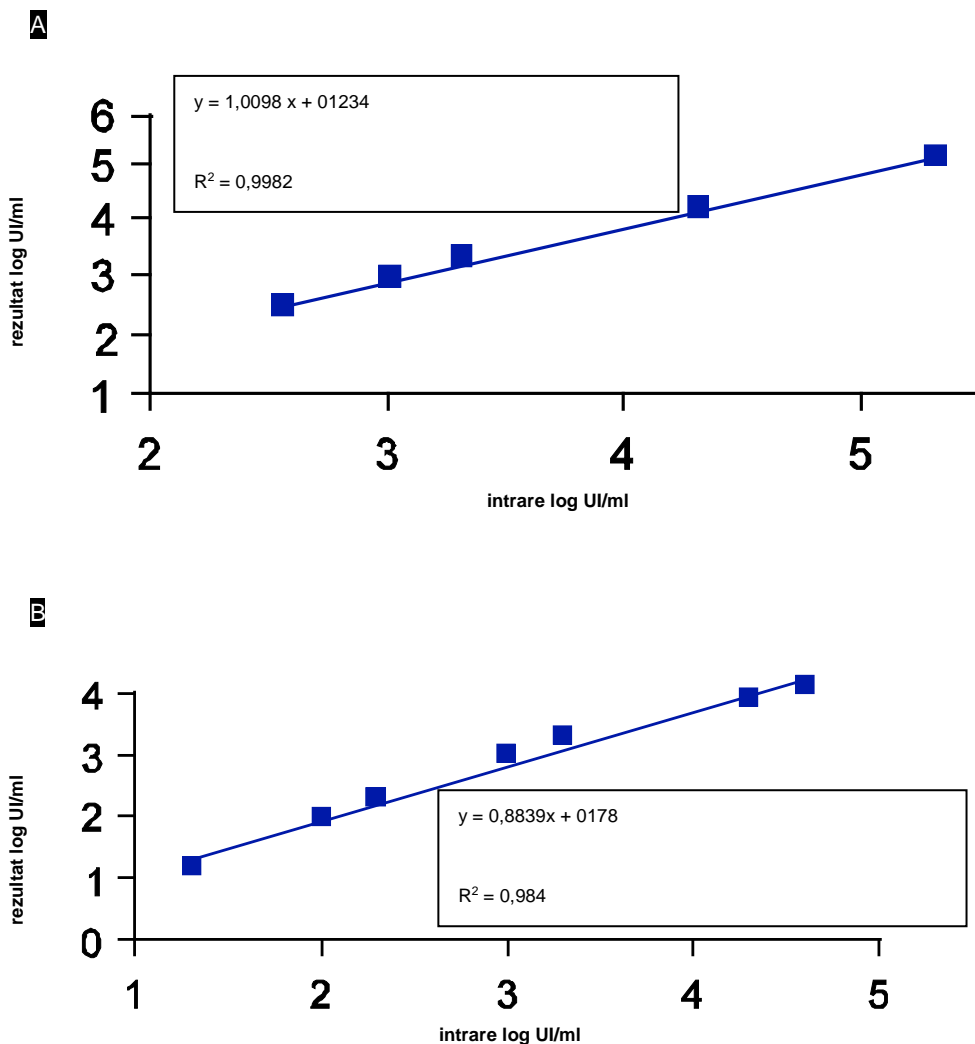 A
y = 1,0098 x + 01234
R² = 0,9982
6
5
4
3
2
1
rezultat log UI/ml
2 3 4 5
intrare log UI/ml
B
4
3
2
1
0
rezultat log UI/ml
y = 0,8839x + 0178
R² = 0,984
1 2 3 4 5
intrare log UI/ml